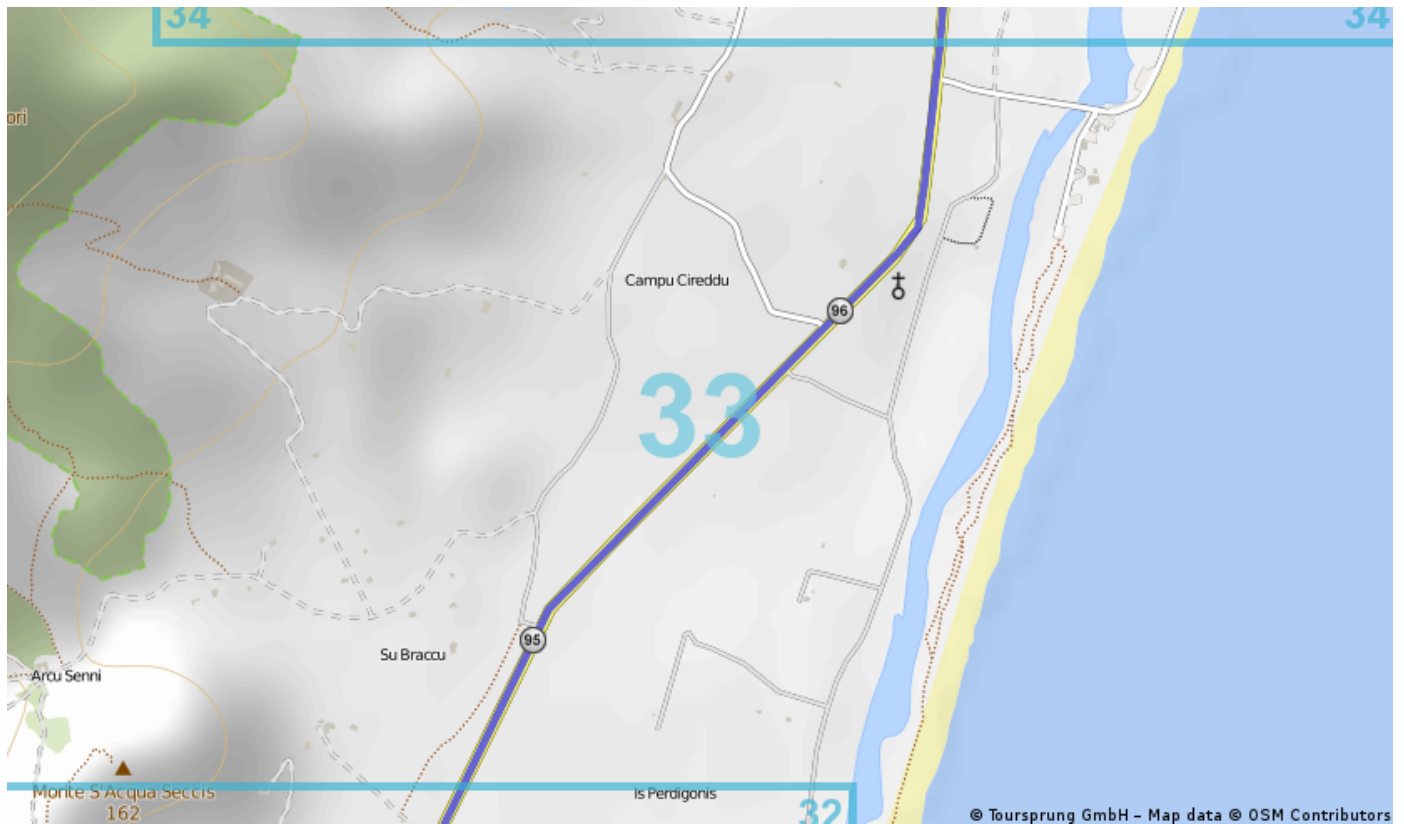 34
34
ori
Campu Cireddu
96
33
95
Su Braccu
Arcu Senni
Monte S'Acqua Seccis
162
Is Perdigonis
32
© Toursprung GmbH – Map data © OSM Contributors